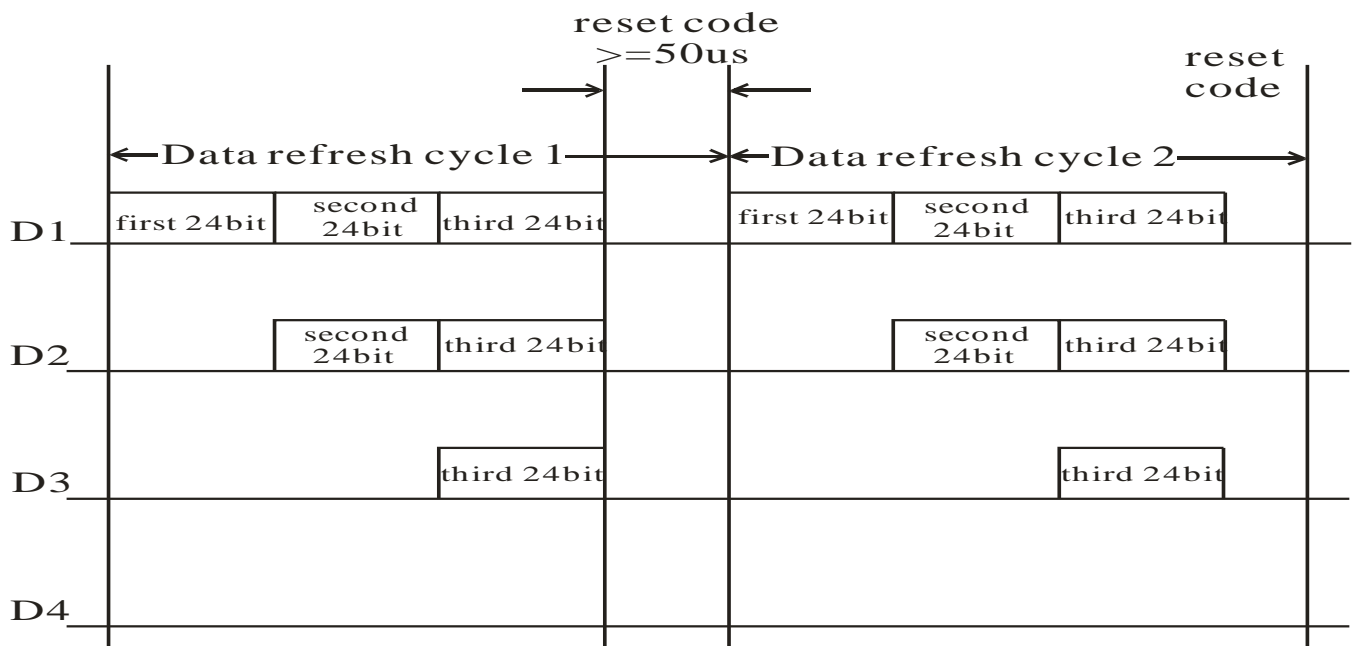 reset code
>=50us
reset
code
Data refresh cycle 1
Data refresh cycle 2
D1
first 24bit
second
24bit
third 24bit
first 24bit
second
24bit
third 24bit
D2
second
24bit
third 24bit
second
24bit
third 24bit
D3
third 24bit
third 24bit
D4